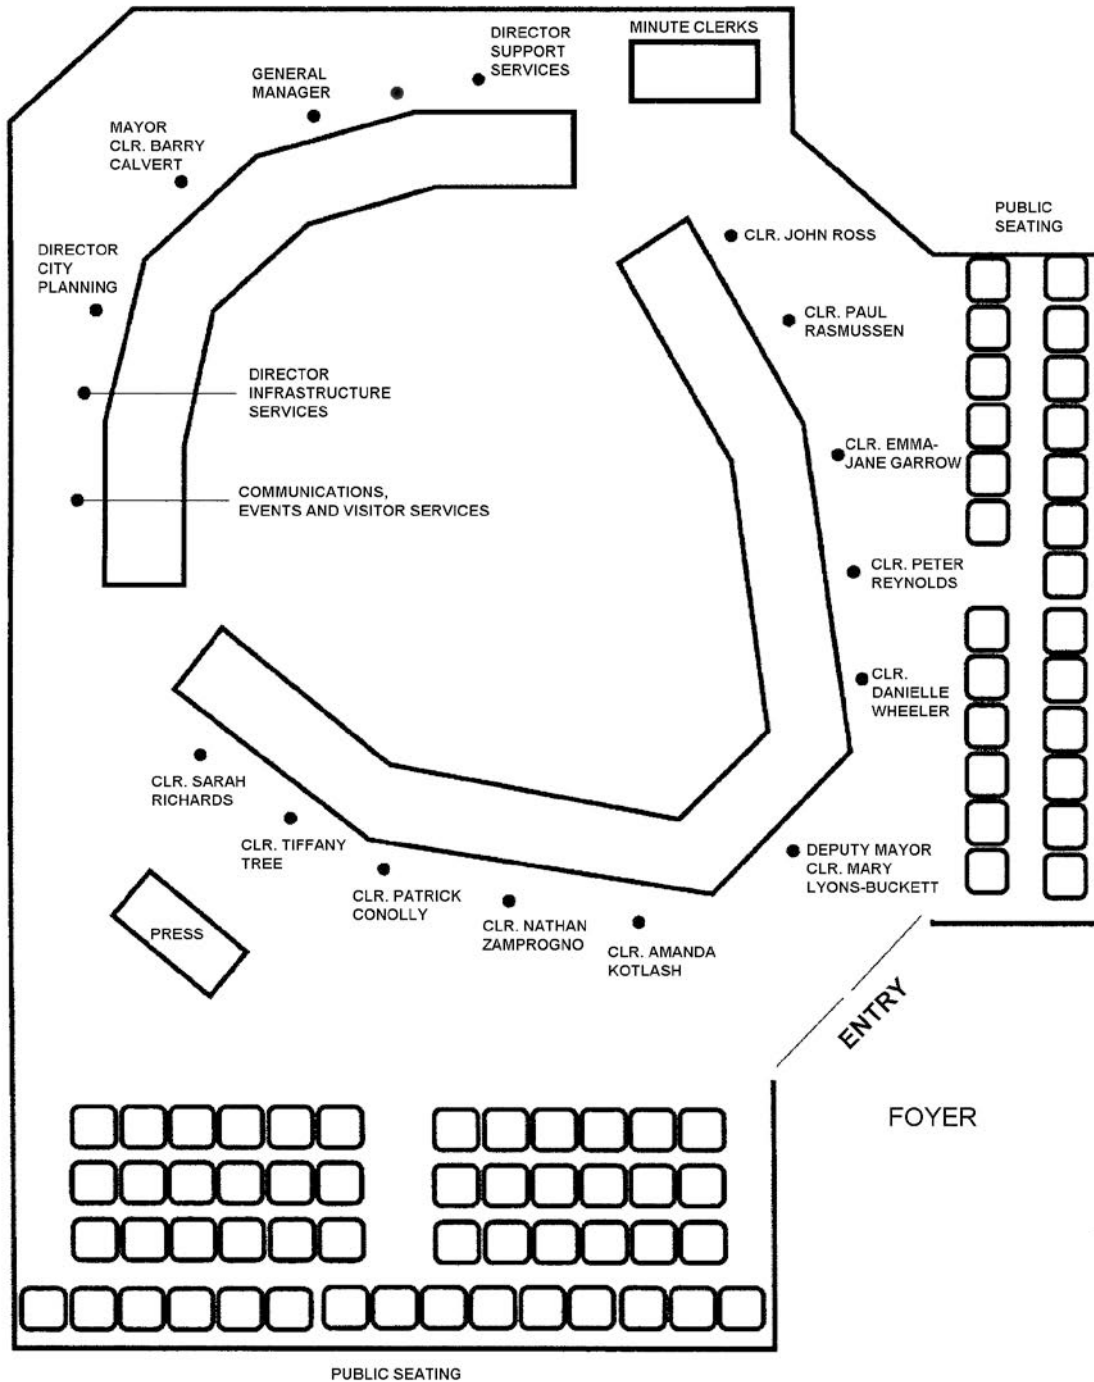 MINUTE CLERKS
DIRECTOR
SUPPORT
SERVICES
GENERAL
MANAGER
MAYOR
CLR. BARRY
CALVERT
PUBLIC
SEATING
CLR. JOHN ROSS
DIRECTOR
CITY
PLANNING
CLR. PAUL
RASMUSSEN
DIRECTOR
INFRASTRUCTURE
SERVICES
CLR. EMMA-
JANE GARROW
COMMUNICATIONS,
EVENTS AND VISITOR SERVICES
CLR. PETER
REYNOLDS
CLR.
DANIELLE
WHEELER
CLR. SARAH
RICHARDS
CLR. TIFFANY
TREE
DEPUTY MAYOR
CLR. MARY
LYONS-BUCKETT
CLR. PATRICK
CONOLLY
CLR. NATHAN
ZAMPROGNO
CLR. AMANDA
KOTLASH
PRESS
ENTRY
FOYER
PUBLIC SEATING